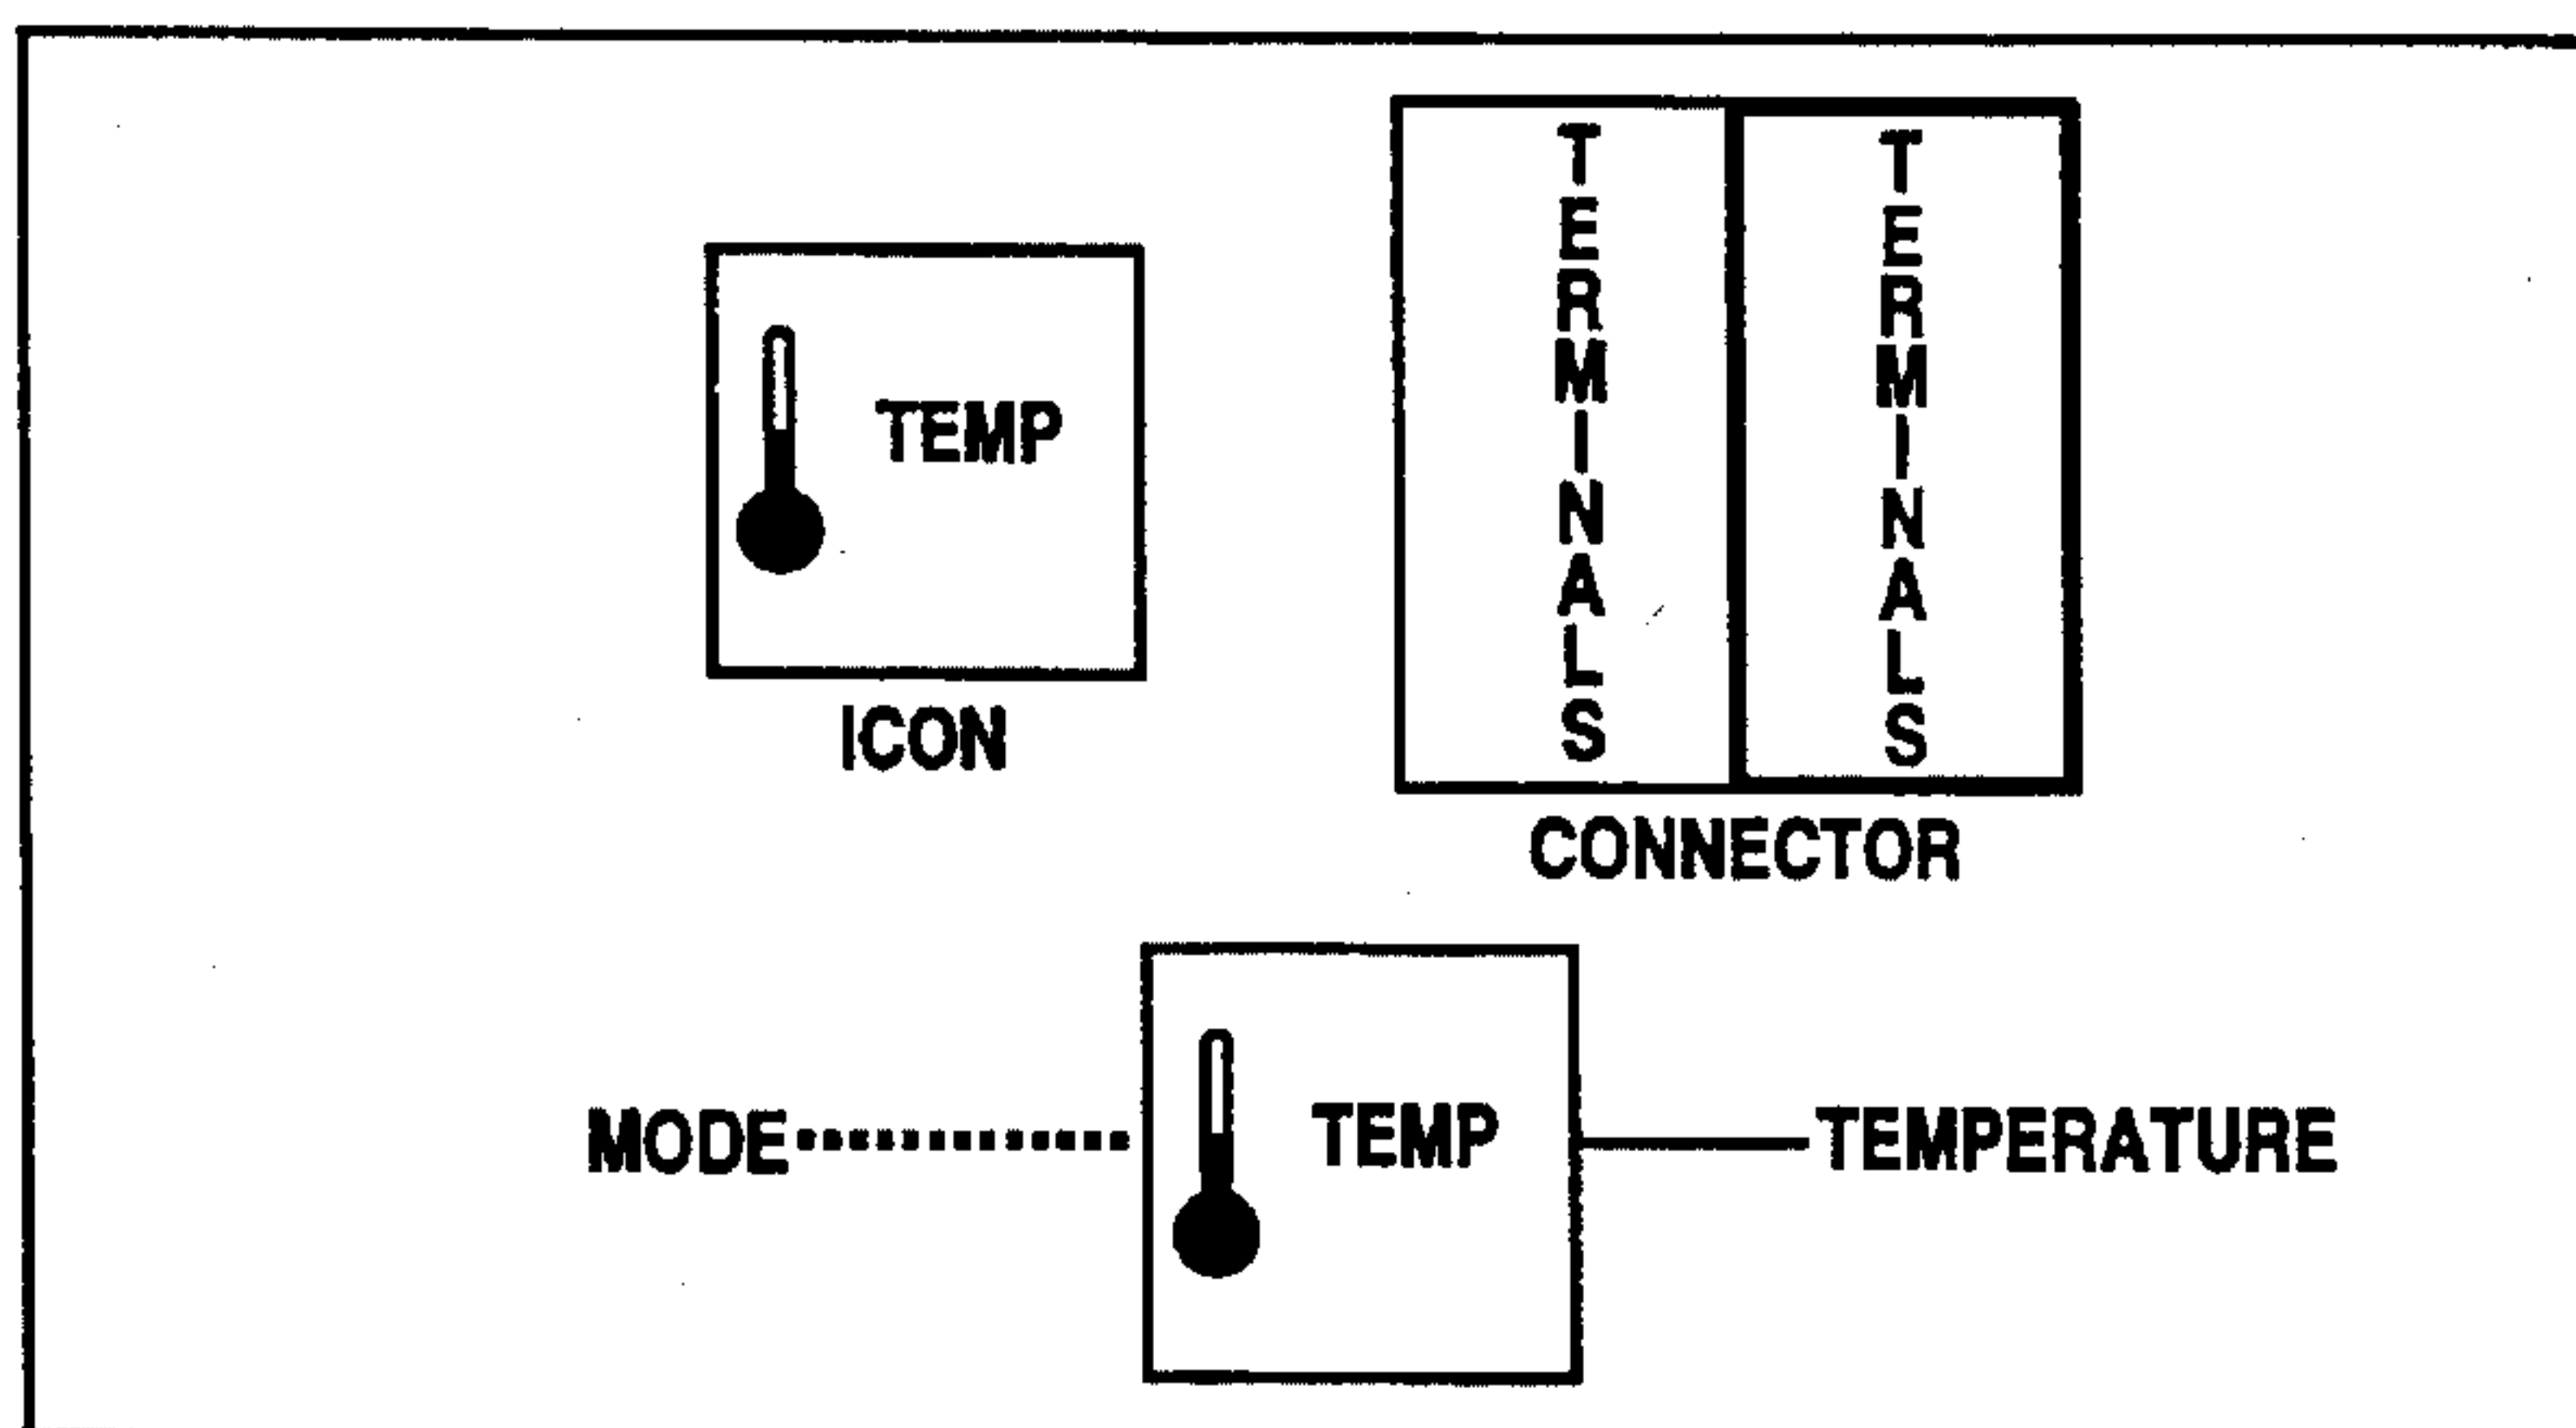 TEMP
ICON
TERMINALS
TERMINALS
CONNECTOR
MODE
TEMP
TEMPERATURE